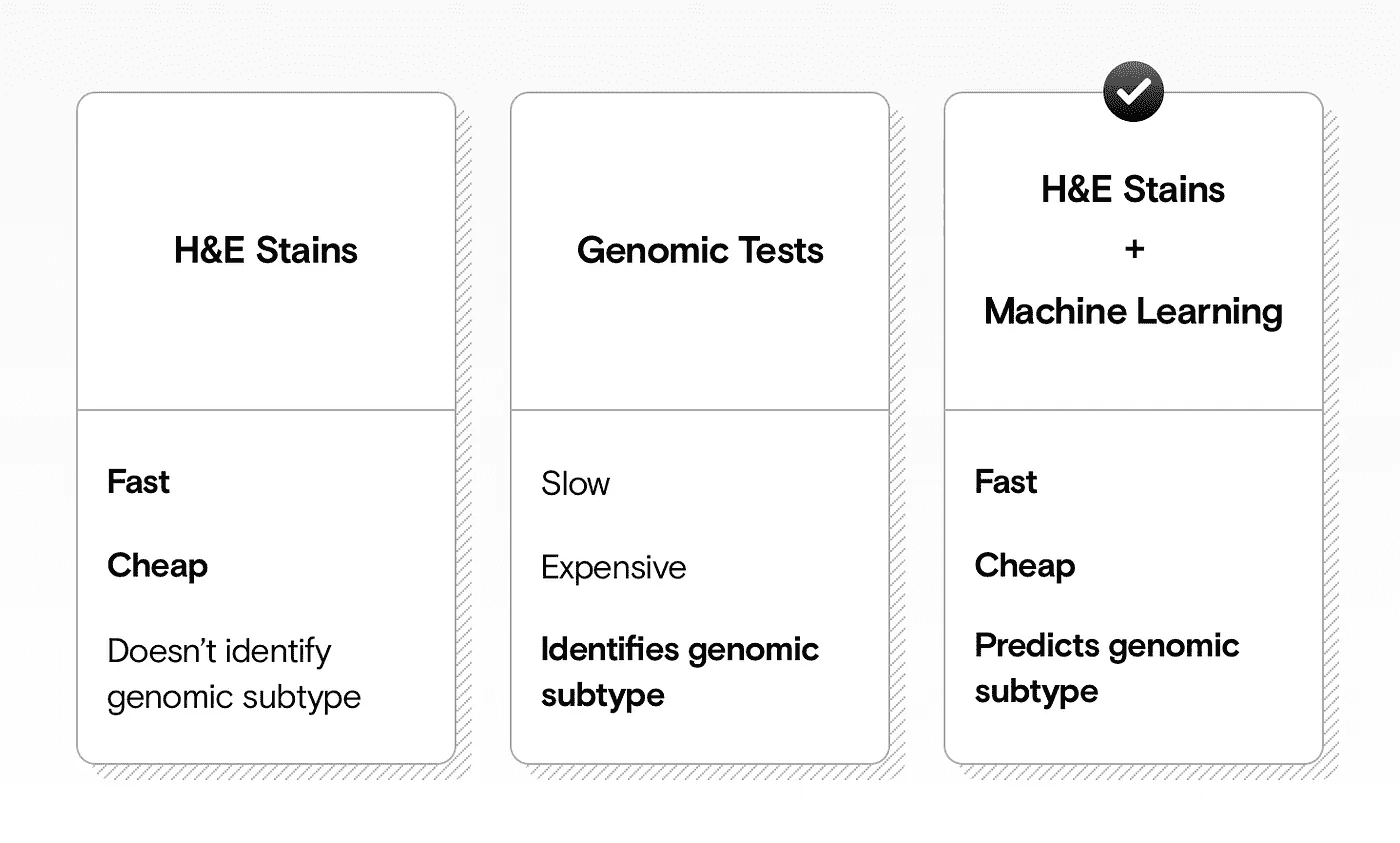 H&E Stains
Fast
Cheap
Doesn’t identify
genomic subtype
Genomic Tests
Slow
Expensive
Identifies genomic
subtype
H&E Stains
+
Machine Learning
Fast
Cheap
Predicts genomic
subtype